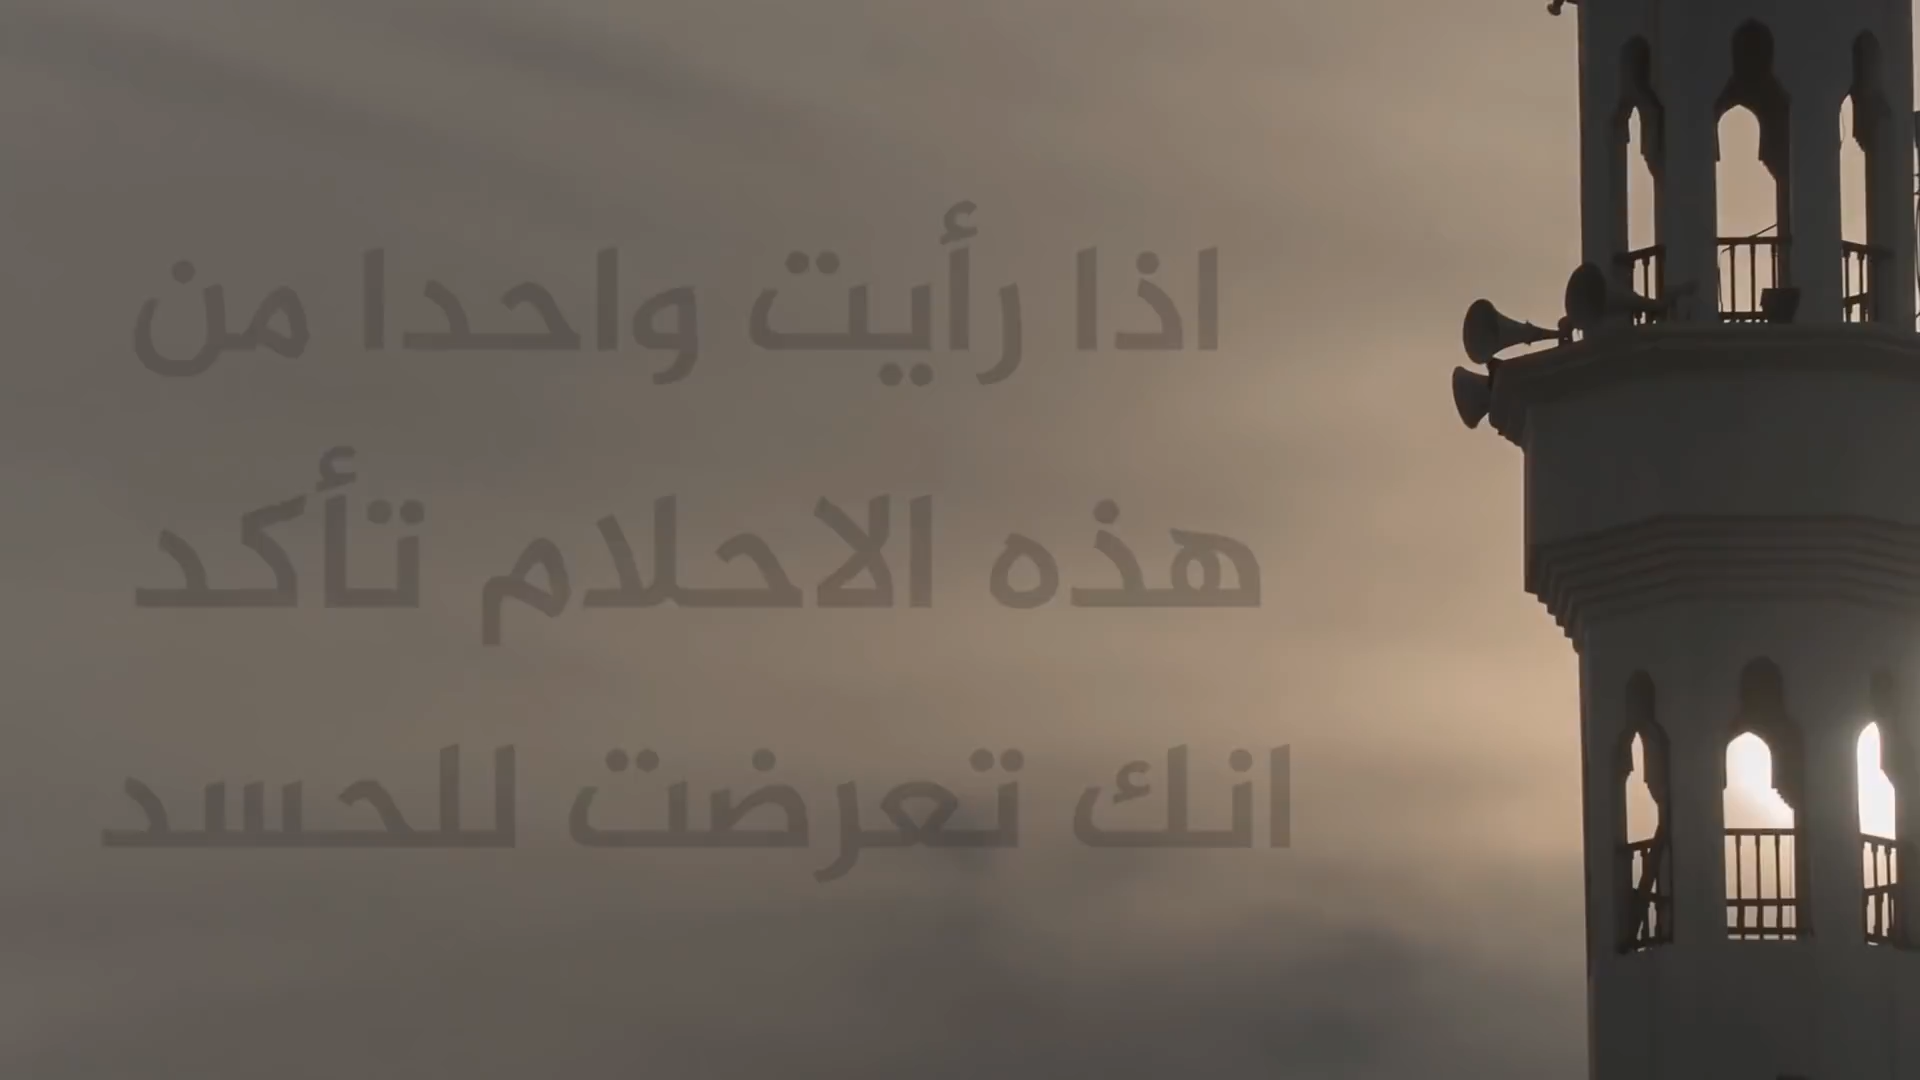 اذا رأيت واحدا من
هذه الاحلام تأكد
انك تعرضت للحسد